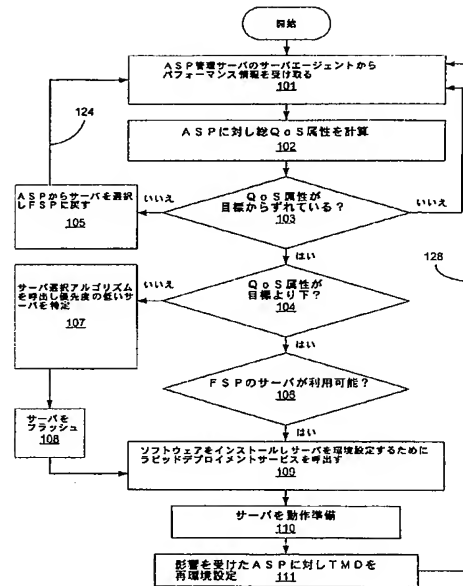 開始
ASP管理サーバのサーバエージェントから
パフォーマンス情報を受け取る
101
124
ASPに対し総QoS属性を計算
102
ASPからサーバを選択
しFSPに戻す
105
いいえ
QoS属性が
目標からずれている?
103
いいえ
はい
128
サーバ選択アルゴリズム
を呼出し優先度の低いサー
バを特定
107
いいえ
QoS属性が
目標より下?
104
はい
FSPのサーバが利用可能?
106
はい
サーバを
フラッシュ
108
ソフトウェアをインストールしサーバを環境設定するために
ラピッドデプロイメントサービスを呼出す
109
サーバを動作準備
110
影響を受けたASPに対しTMDを
再環境設定
111